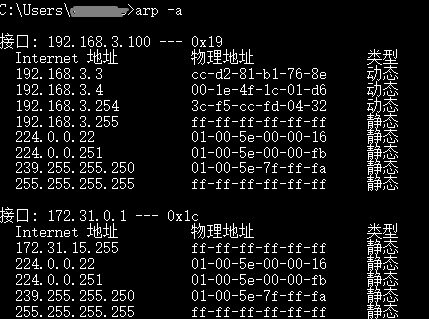 C:\Users\ >arp -a
接口: 192.168.3.100 --- 0x19
Internet 地址 物理地址 类型
192.168.3.3 cc-d2-81-b1-76-8e 动态
192.168.3.4 00-1e-4f-1c-01-d6 动态
192.168.3.254 3c-f5-cc-fd-04-32 动态
192.168.3.255 ff-ff-ff-ff-ff-ff 静态
224.0.0.22 01-00-5e-00-00-16 静态
224.0.0.251 01-00-5e-00-00-fb 静态
239.255.255.250 01-00-5e-7f-ff-fa 静态
255.255.255.255 ff-ff-ff-ff-ff-ff 静态
接口: 172.31.0.1 --- 0x1c
Internet 地址 物理地址 类型
172.31.15.255 ff-ff-ff-ff-ff-ff 静态
224.0.0.22 01-00-5e-00-00-16 静态
224.0.0.251 01-00-5e-00-00-fb 静态
239.255.255.250 01-00-5e-7f-ff-fa 静态
255.255.255.255 ff-ff-ff-ff-ff-ff 静态